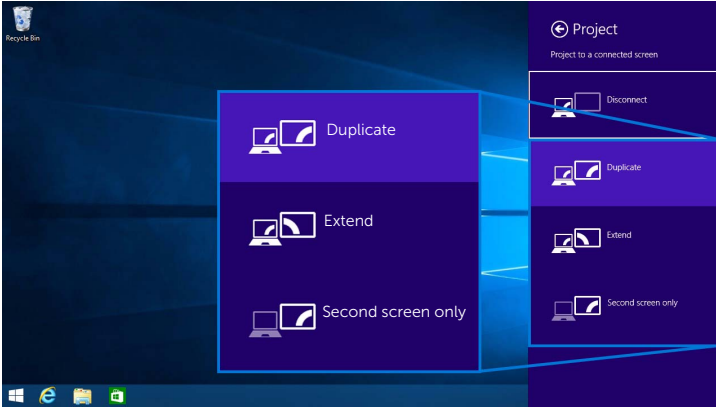 Recycle Bin
Project
Project to a connected screen
Disconnect
Duplicate
Extend
Second screen only
Duplicate
Extend
Second screen only